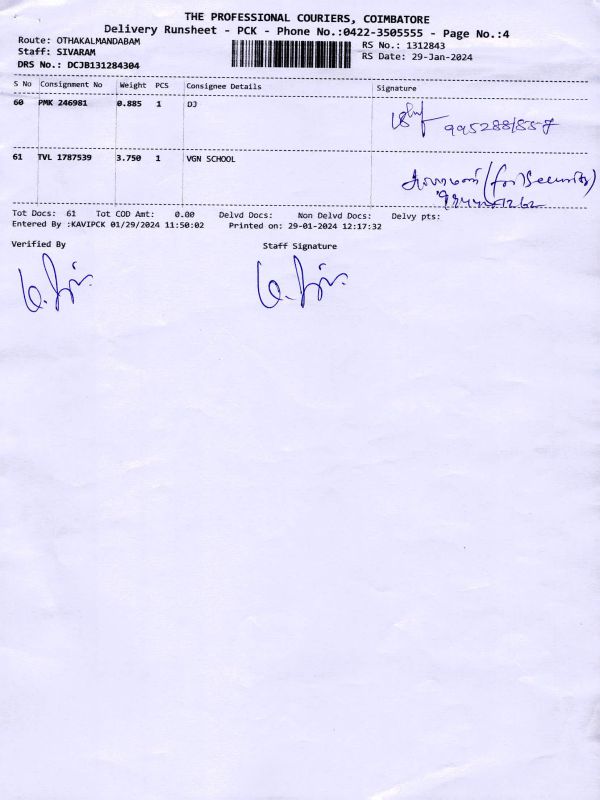 THE PROFESSIONAL COURIERS, COIMBATORE
Delivery Runsheet - PCK - Phone No.:0422-3505555 - Page No.:4
Route: OTHAKALMANDABAM
RS No.: 1312843
Staff: SIVARAM
RS Date: 29-Jan-2024
DRS No.: DCJB131284304
S No Consignment No Weight PCS Consignee Details Signature
60 PMK 246981 0.885 1 DJ
61 TVL 1787539 3.750 1 VGN SCHOOL
(for Security)
Tot Docs: 61 Tot COD Amt: 0.00 Delvd Docs: Non Delvd Docs: Delvy pts:
Entered By :KAVIPCK 01/29/2024 11:50:02 Printed on: 29-01-2024 12:17:32
Verified By Staff Signature